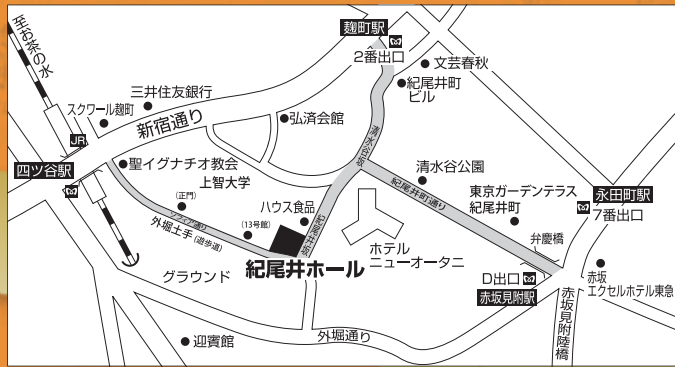 至お茶の水
麹町駅
2番出口
文芸春秋
紀尾井町
ビル
三井住友銀行
スクワール麹町
新宿通り
弘済会館
清水谷坂
JR
四ツ谷駅
聖イグナチオ教会
上智大学
(正門)
ソフィア通り
外堀土手(遊歩道)
(13号館)
ハウス食品
紀尾井坂
清水谷公園
紀尾井町通り
東京ガーデンテラス
紀尾井町
永田町駅
7番出口
弁慶橋
ホテル
ニューオータニ
紀尾井ホール
グラウンド
D出口
赤坂見附駅
赤坂
エクセルホテル東急
赤坂見附陸橋
外堀通り
迎賓館